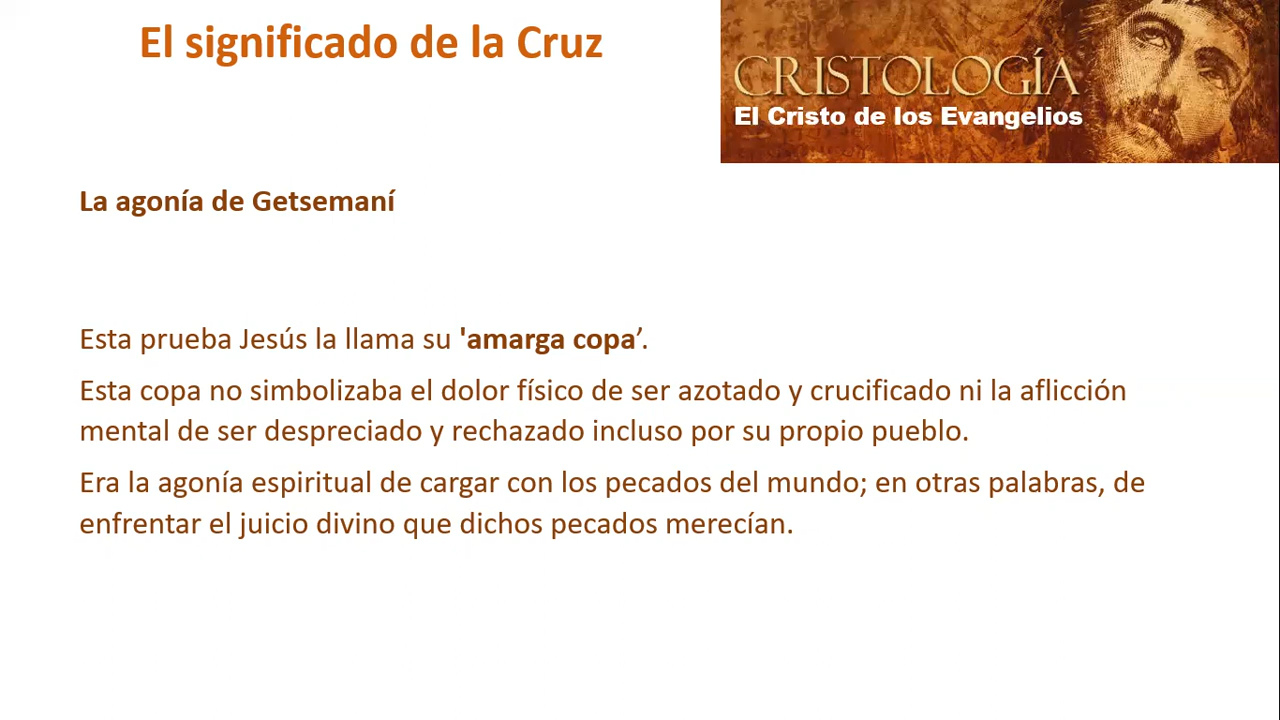 El significado de la Cruz
CRISTOLOGÍA
El Cristo de los Evangelios
La agonía de Getsemaní
Esta prueba Jesús la llama su 'amarga copa’.
Esta copa no simbolizaba el dolor físico de ser azotado y crucificado ni la aflicción
mental de ser despreciado y rechazado incluso por su propio pueblo.
Era la agonía espiritual de cargar con los pecados del mundo; en otras palabras, de
enfrentar el juicio divino que dichos pecados merecían.